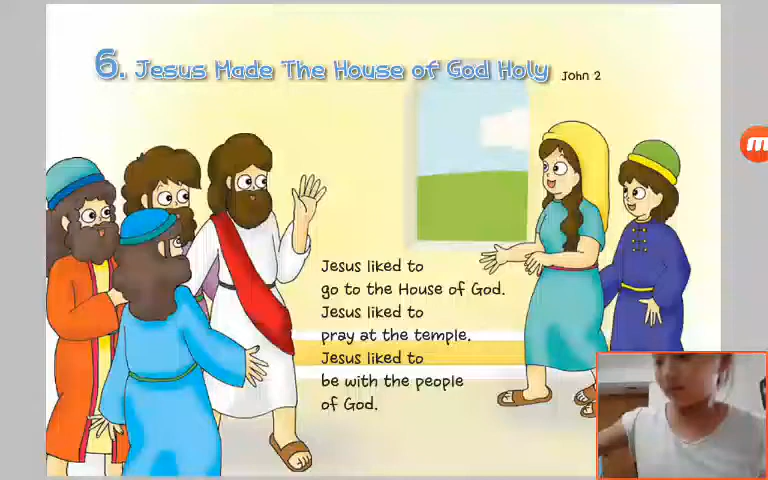 6. Jesus Made The House of God Holy John 2
Jesus liked to
go to the House of God.
Jesus liked to
pray at the temple.
Jesus liked to
be with the people
of God.